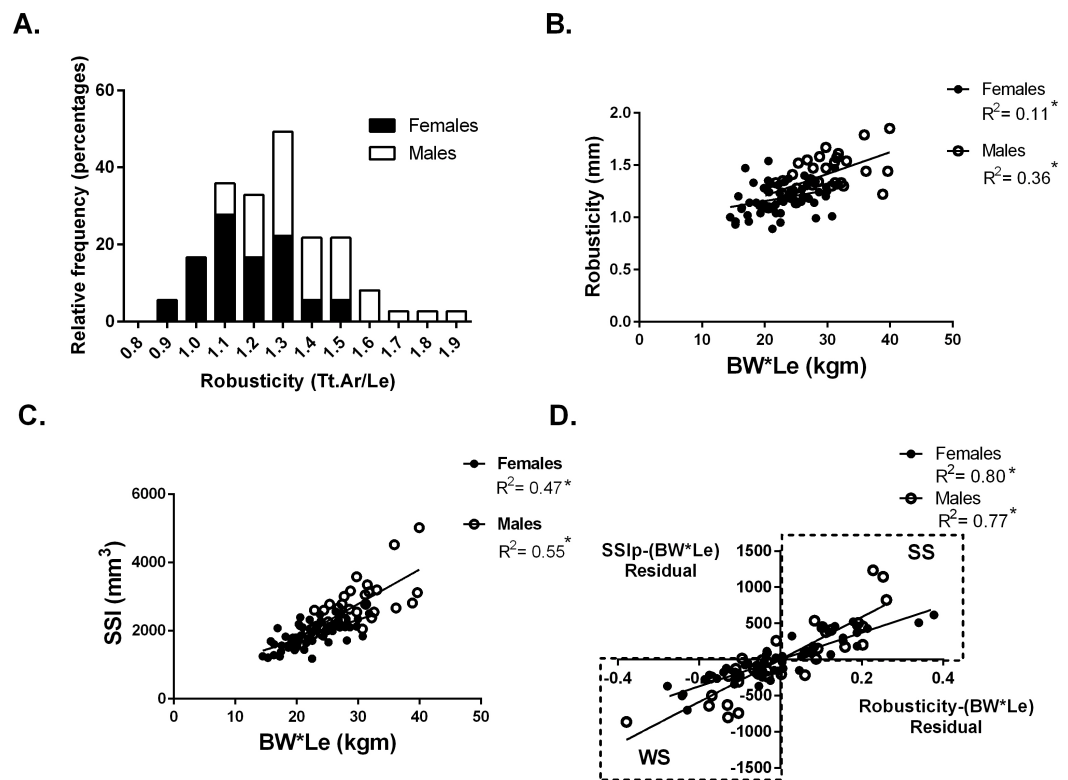 A.
Relative frequency (percentages)
60
40
20
0
Females
Males
0.8 0.9 1.0 1.1 1.2 1.3 1.4 1.5 1.6 1.7 1.8 1.9
Robusticity (Tt.Ar/Le)
B.
Females
R²= 0.11*
Males
R²= 0.36*
Robusticity (mm)
2.0
1.5
1.0
0.5
0.0
0 10 20 30 40 50
BW*Le (kgm)
C.
Females
R²= 0.47*
Males
R²= 0.55*
SSI (mm³)
6000
4000
2000
0
0 10 20 30 40 50
BW*Le (kgm)
D.
Females
R²= 0.80*
Males
R²= 0.77*
SSIp-(BW*Le)
Residual
SS
1500
1000
500
-0.4 0.2 0.4
-500
-1000
-1500
Robusticity-(BW*Le)
Residual
WS